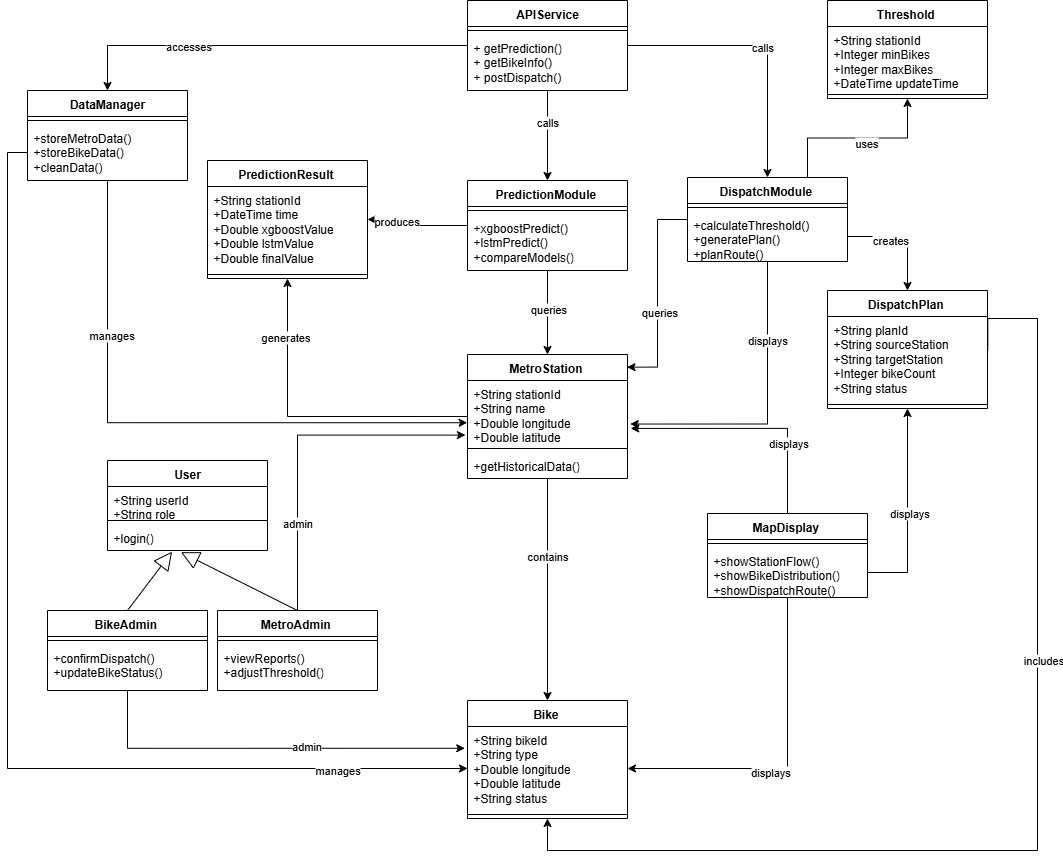 APIService
+ getPrediction()
+ getBikeInfo()
+ postDispatch()
Threshold
+String stationId
+Integer minBikes
+Integer maxBikes
+DateTime updateTime
accesses
calls
DataManager
+storeMetroData()
+storeBikeData()
+cleanData()
calls
uses
PredictionResult
+String stationId
+DateTime time
+Double xgboostValue
+Double lstmValue
+Double finalValue
produces
PredictionModule
+xgboostPredict()
+lstmPredict()
+compareModels()
DispatchModule
+calculateThreshold()
+generatePlan()
+planRoute()
creates
manages
generates
queries
queries
displays
DispatchPlan
+String planId
+String sourceStation
+String targetStation
+Integer bikeCount
+String status
MetroStation
+String stationId
+String name
+Double longitude
+Double latitude
+getHistoricalData()
displays
User
+String userId
+String role
+login()
admin
contains
displays
MapDisplay
+showStationFlow()
+showBikeDistribution()
+showDispatchRoute()
BikeAdmin
+confirmDispatch()
+updateBikeStatus()
MetroAdmin
+viewReports()
+adjustThreshold()
includes
Bike
+String bikeId
+String type
+Double longitude
+Double latitude
+String status
admin
manages
displays